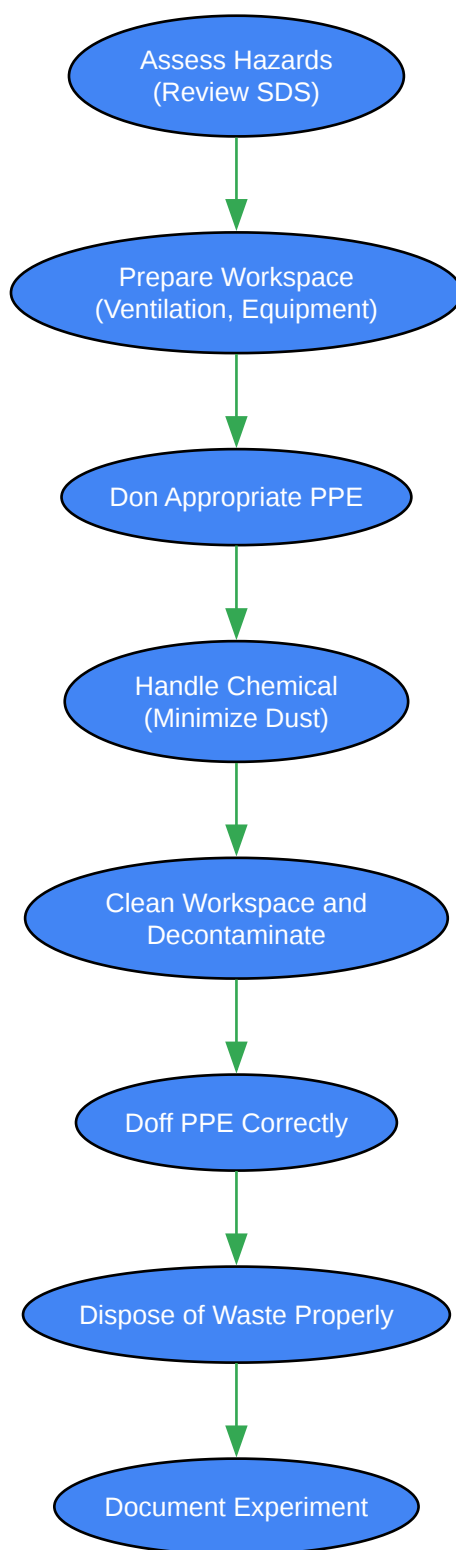 Assess Hazards
(Review SDS)
Prepare Workspace
(Ventilation, Equipment)
Don Appropriate PPE
Handle Chemical
(Minimize Dust)
Clean Workspace and
Decontaminate
Doff PPE Correctly
Dispose of Waste Properly
Document Experiment